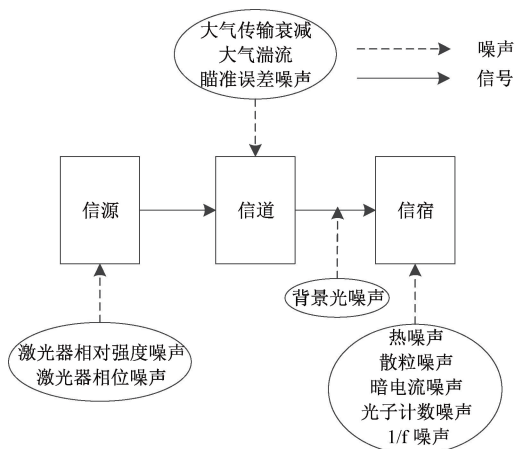 大气传输衰减
大气湍流
瞄准误差噪声
噪声
信号
信源
信道
信宿
背景光噪声
激光器相对强度噪声
激光器相位噪声
热噪声
散粒噪声
暗电流噪声
光子计数噪声
1/f 噪声